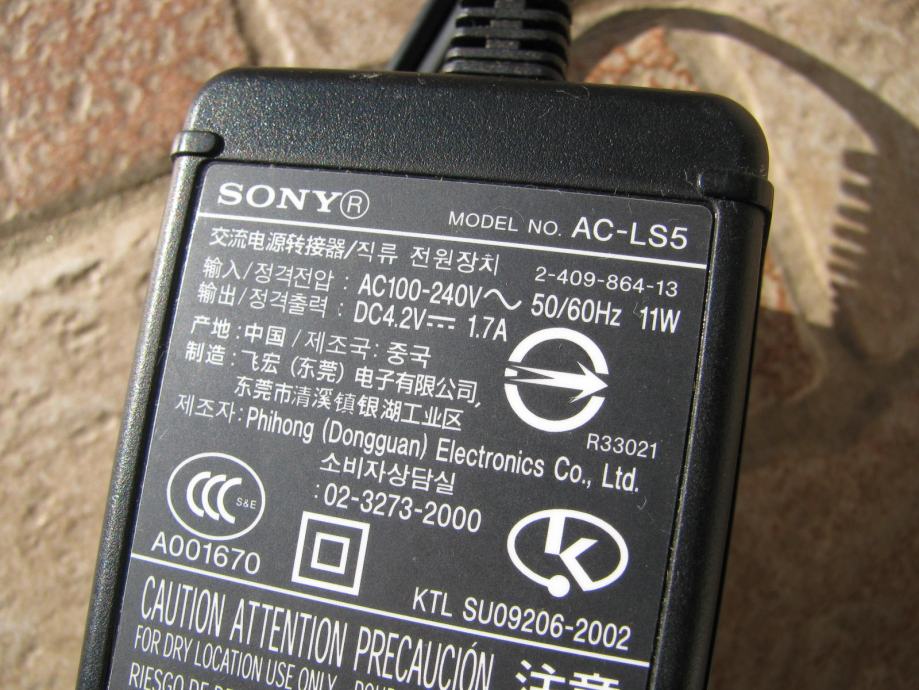 SONY®
MODEL NO. AC-LS5
交流电源转接器/직류 전원장치 2-409-864-13
输入/정격전압 : AC100-240V～ 50/60Hz 11W
输出/정격출력 : DC4.2V⎓ 1.7A
产地 : 中国 / 제조국 : 중국
制造 : 飞宏 (东莞) 电子有限公司,
东莞市清溪镇银湖工业区
R33021
제조자 : Phihong (Dongguan) Electronics Co., Ltd.
소비자상담실
: 02-3273-2000
CCC S&E
A001670
KTL SU09206-2002
CAUTION ATTENTION PRECAUCIÓN 注意
FOR DRY LOCATION USE ONLY
RIESGO DE